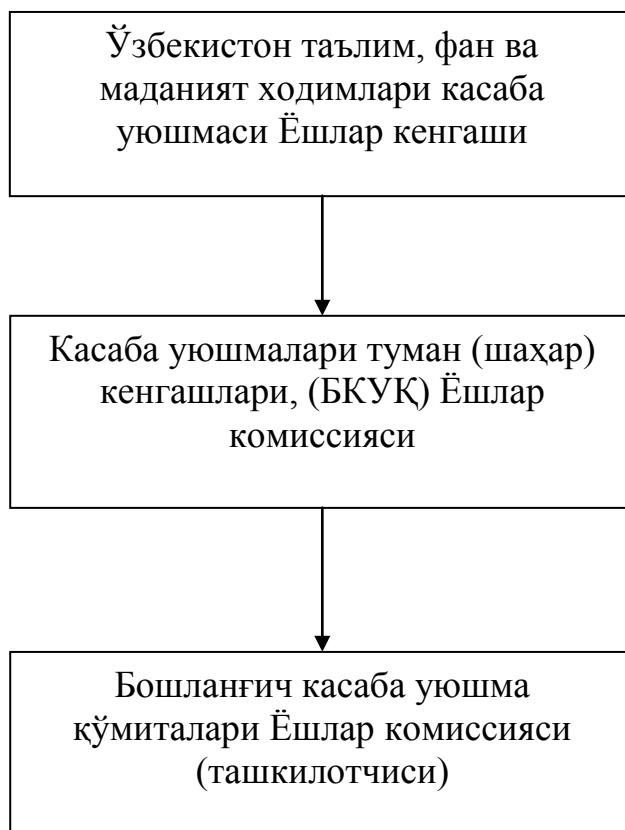 Ўзбекистон таълим, фан ва
маданият ходимлари касаба
уюшмаси Ёшлар кенгаши
Касаба уюшмалари туман (шаҳар)
кенгашлари, (БКУҚ) Ёшлар
комиссияси
Бошланғич касаба уюшма
қўмиталари Ёшлар комиссияси
(ташкилотчиси)